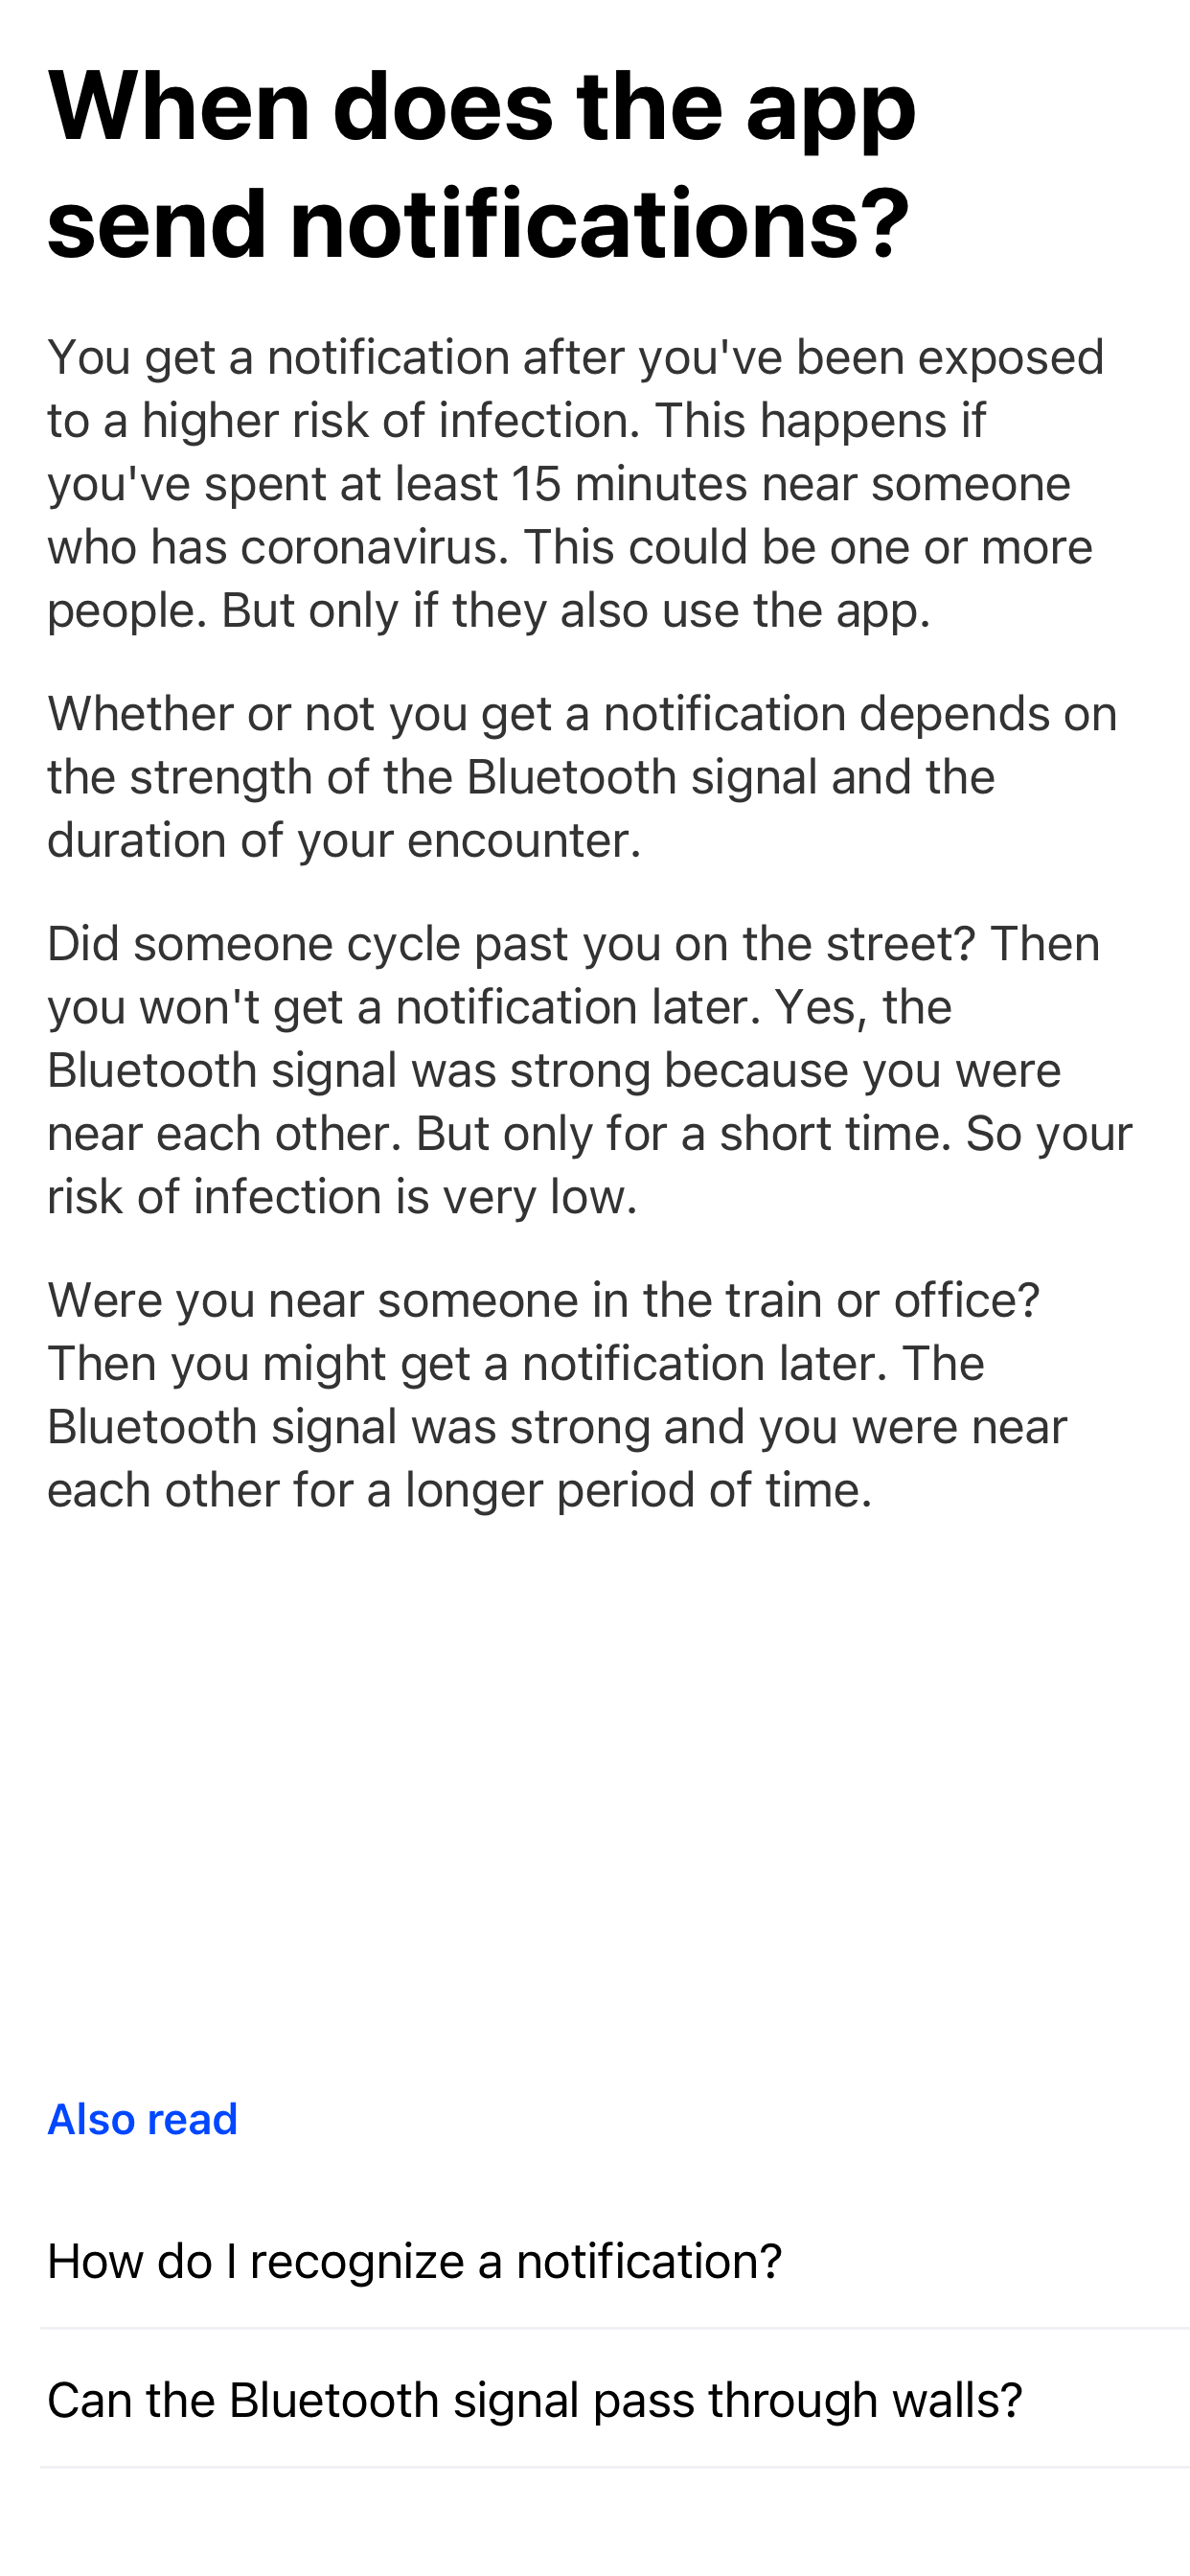 When does the app
send notifications?
You get a notification after you've been exposed
to a higher risk of infection. This happens if
you've spent at least 15 minutes near someone
who has coronavirus. This could be one or more
people. But only if they also use the app.
Whether or not you get a notification depends on
the strength of the Bluetooth signal and the
duration of your encounter.
Did someone cycle past you on the street? Then
you won't get a notification later. Yes, the
Bluetooth signal was strong because you were
near each other. But only for a short time. So your
risk of infection is very low.
Were you near someone in the train or office?
Then you might get a notification later. The
Bluetooth signal was strong and you were near
each other for a longer period of time.
Also read
How do I recognize a notification?
Can the Bluetooth signal pass through walls?